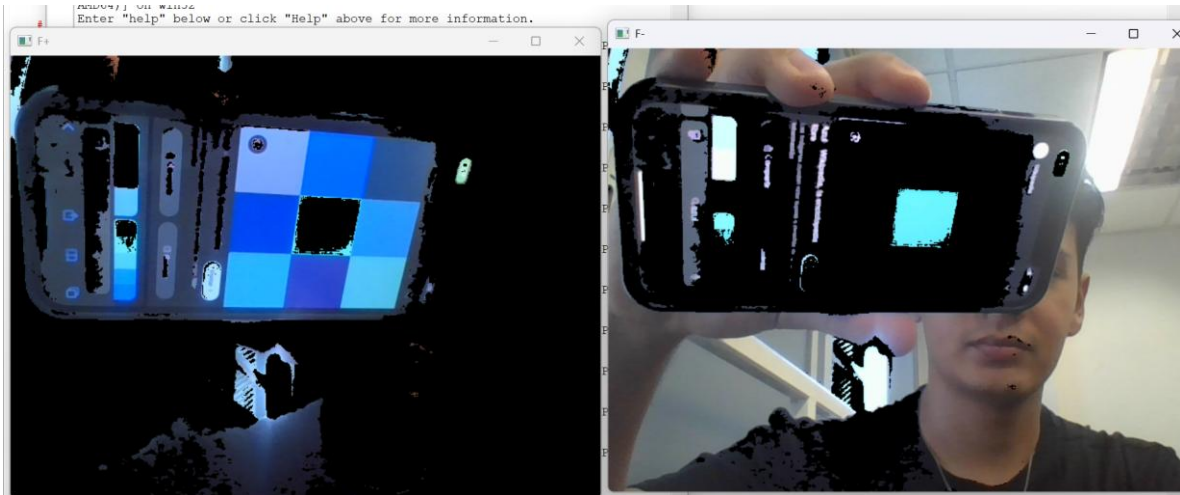 AMD64)] on win32
Enter "help" below or click "Help" above for more information.
F+
F-